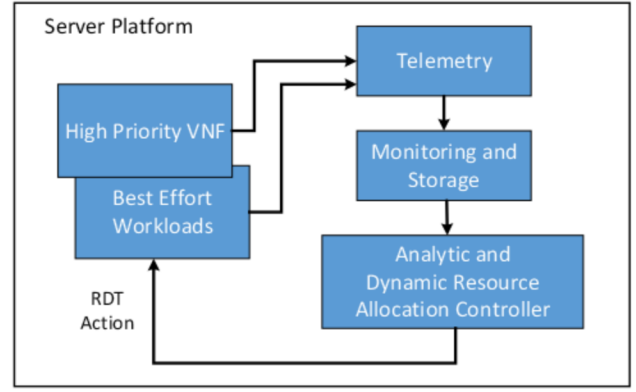 Server Platform
Telemetry
High Priority VNF
Monitoring and
Storage
Best Effort
Workloads
Analytic and
Dynamic Resource
Allocation Controller
RDT
Action